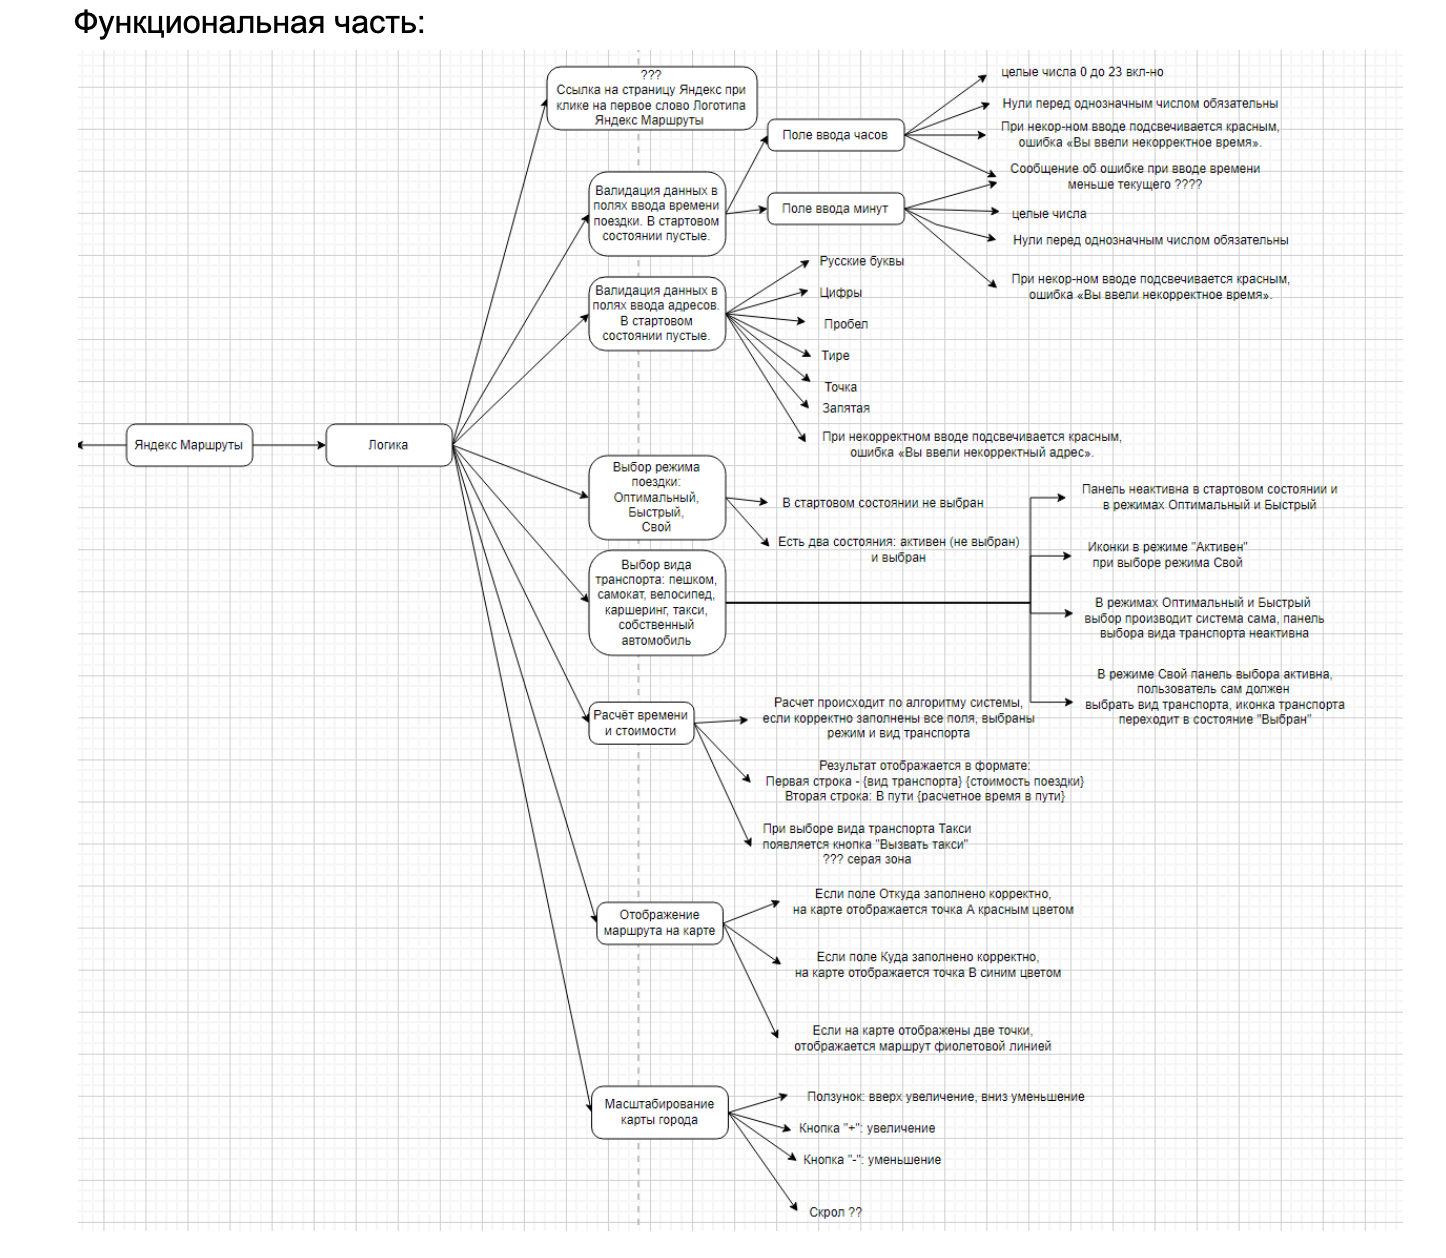 Функциональная часть:
???
Ссылка на страницу Яндекс при
клике на первое слово Логотипа
Яндекс Маршруты
Поле ввода часов
целые числа 0 до 23 вкл-но
Нули перед однозначным числом обязательны
При некор-ном вводе подсвечивается красным,
ошибка «Вы ввели некорректное время».
Сообщение об ошибке при вводе времени
меньше текущего ????
Валидация данных в
полях ввода времени
поездки. В стартовом
состоянии пустые.
Поле ввода минут
целые числа
Нули перед однозначным числом обязательны
При некор-ном вводе подсвечивается красным,
ошибка «Вы ввели некорректное время».
Валидация данных в
полях ввода адресов.
В стартовом
состоянии пустые.
Русские буквы
Цифры
Пробел
Тире
Точка
Запятая
При некорректном вводе подсвечивается красным,
ошибка «Вы ввели некорректный адрес».
Яндекс Маршруты
Логика
Выбор режима
поездки:
Оптимальный,
Быстрый,
Свой
В стартовом состоянии не выбран
Есть два состояния: активен (не выбран)
и выбран
Выбор вида
транспорта: пешком,
самокат, велосипед,
каршеринг, такси,
собственный
автомобиль
Панель неактивна в стартовом состоянии и
в режимах Оптимальный и Быстрый
Иконки в режиме "Активен"
при выборе режима Свой
В режимах Оптимальный и Быстрый
выбор производит система сама, панель
выбора вида транспорта неактивна
В режиме Свой панель выбора активна,
пользователь сам должен
выбрать вид транспорта, иконка транспорта
переходит в состояние "Выбран"
Расчёт времени
и стоимости
Расчет происходит по алгоритму системы,
если корректно заполнены все поля, выбраны
режим и вид транспорта
Результат отображается в формате:
Первая строка - {вид транспорта} {стоимость поездки}
Вторая строка: В пути {расчетное время в пути}
При выборе вида транспорта Такси
появляется кнопка "Вызвать такси"
??? серая зона
Отображение
маршрута на карте
Если поле Откуда заполнено корректно,
на карте отображается точка А красным цветом
Если поле Куда заполнено корректно,
на карте отображается точка В синим цветом
Если на карте отображены две точки,
отображается маршрут фиолетовой линией
Масштабирование
карты города
Ползунок: вверх увеличение, вниз уменьшение
Кнопка "+": увеличение
Кнопка "-": уменьшение
Скрол ??